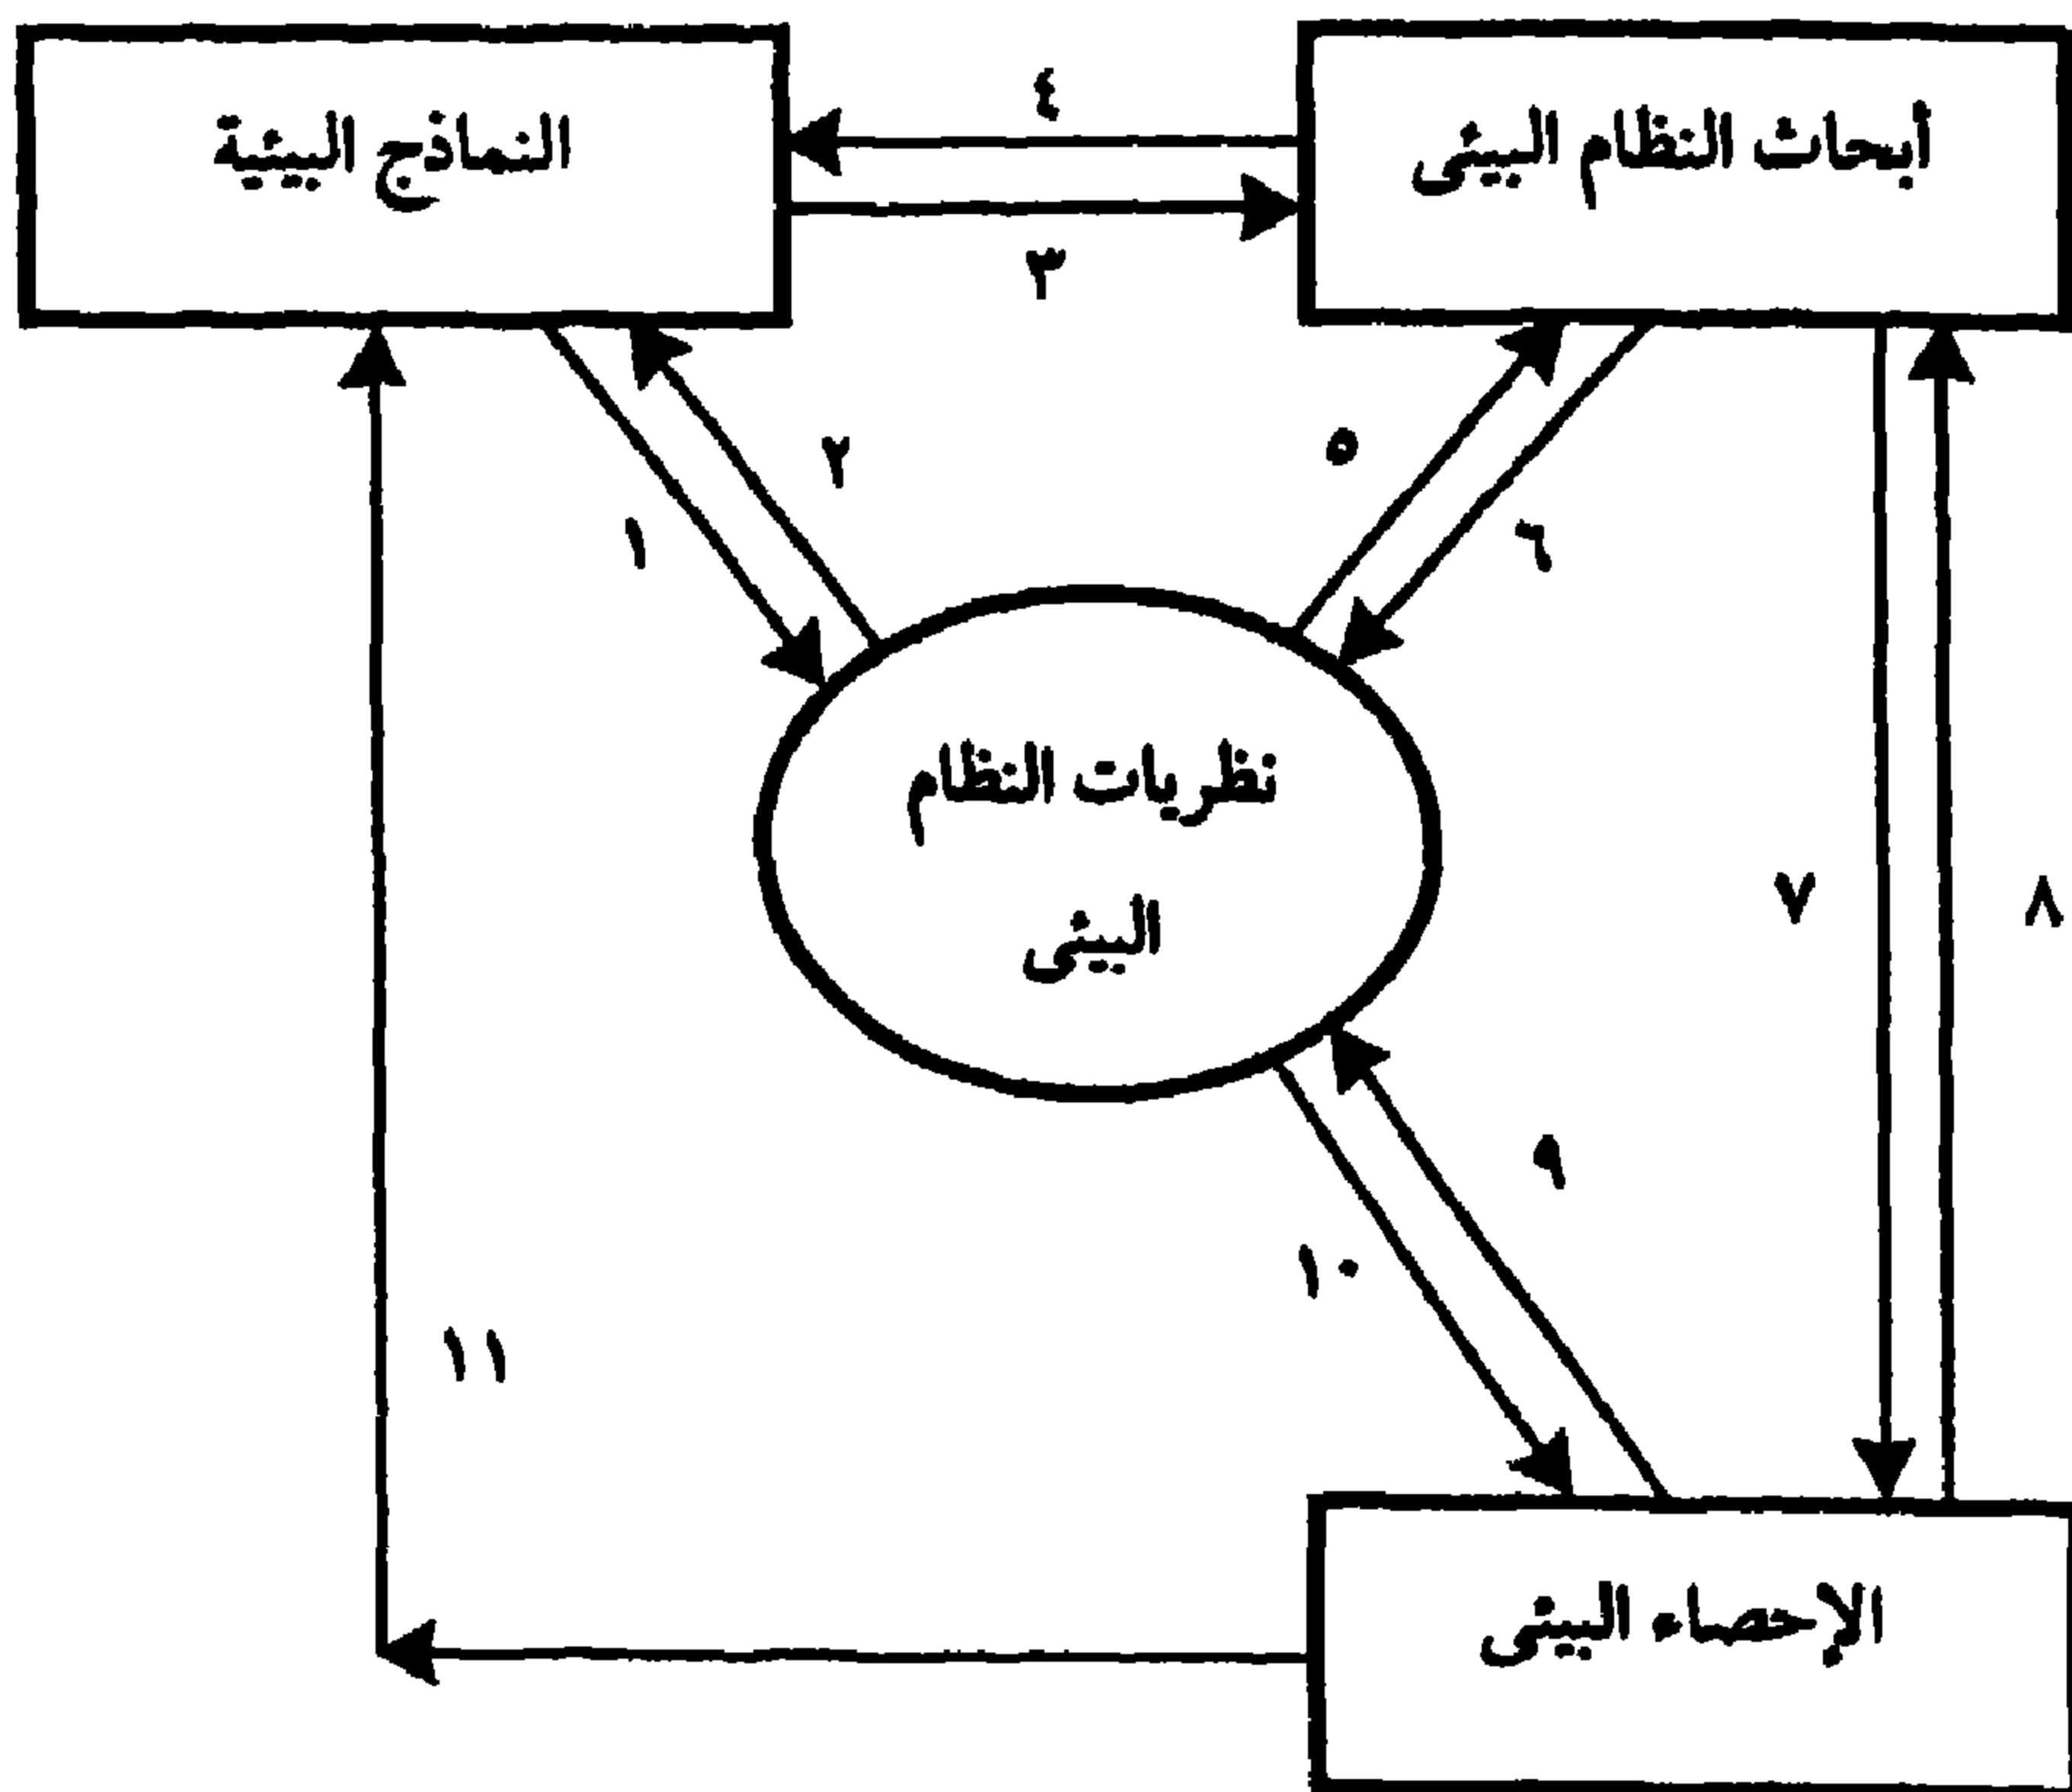 أبحاث النظام البيئى
النماذج البيئية
٤
٣
٥
٢
٦
١
نظريات النظام
البيئى
٧
٨
٩
١٠
١١
الإحصاء البيئى